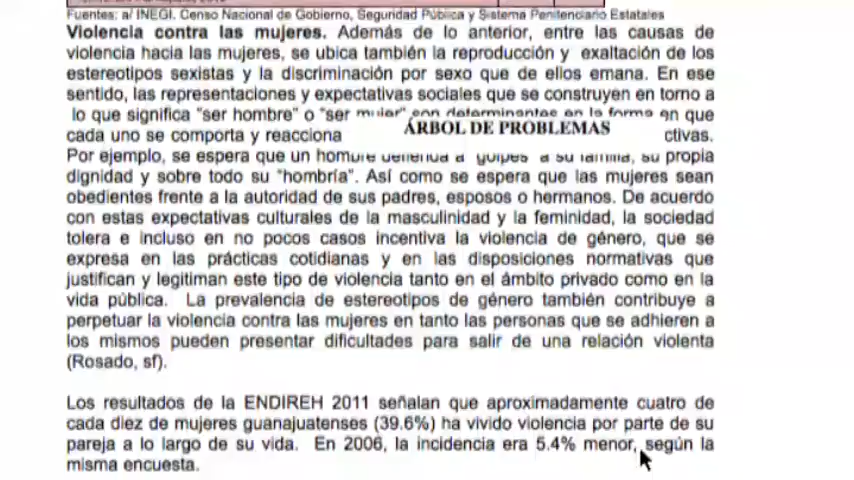 Fuentes: a/ INEGI. Censo Nacional de Gobierno, Seguridad Pública y Sistema Penitenciario Estatales
Violencia contra las mujeres. Además de lo anterior, entre las causas de
violencia hacia las mujeres, se ubica también la reproducción y exaltación de los
estereotipos sexistas y la discriminación por sexo que de ellos emana. En ese
sentido, las representaciones y expectativas sociales que se construyen en torno a
lo que significa "ser hombre" o "ser mujer" son determinantes en la forma en que
cada uno se comporta y reacciona
ÁRBOL DE PROBLEMAS
ctivas.
Por ejemplo, se espera que un hombre defienda a "golpes" a su familia, su propia
dignidad y sobre todo su "hombría". Así como se espera que las mujeres sean
obedientes frente a la autoridad de sus padres, esposos o hermanos. De acuerdo
con estas expectativas culturales de la masculinidad y la feminidad, la sociedad
tolera e incluso en no pocos casos incentiva la violencia de género, que se
expresa en las prácticas cotidianas y en las disposiciones normativas que
justifican y legitiman este tipo de violencia tanto en el ámbito privado como en la
vida pública. La prevalencia de estereotipos de género también contribuye a
perpetuar la violencia contra las mujeres en tanto las personas que se adhieren a
los mismos pueden presentar dificultades para salir de una relación violenta
(Rosado, sf).
Los resultados de la ENDIREH 2011 señalan que aproximadamente cuatro de
cada diez de mujeres guanajuatenses (39.6%) ha vivido violencia por parte de su
pareja a lo largo de su vida. En 2006, la incidencia era 5.4% menor, según la
misma encuesta.